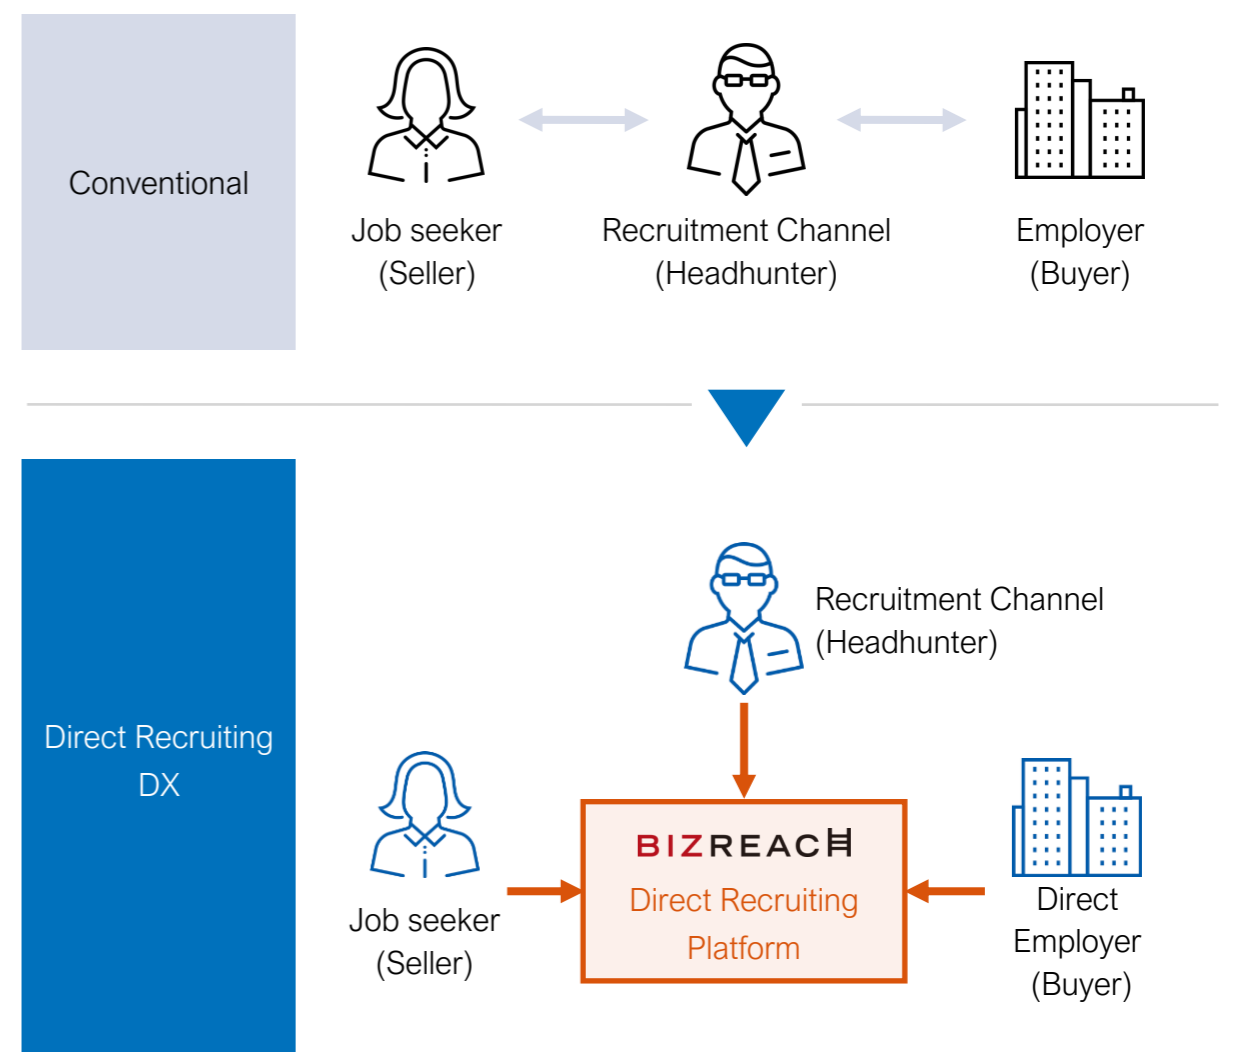 Conventional
Job seeker
(Seller)
Recruitment Channel
(Headhunter)
Employer
(Buyer)
Direct Recruiting
DX
Recruitment Channel
(Headhunter)
Job seeker
(Seller)
BIZREACH
Direct Recruiting
Platform
Direct
Employer
(Buyer)